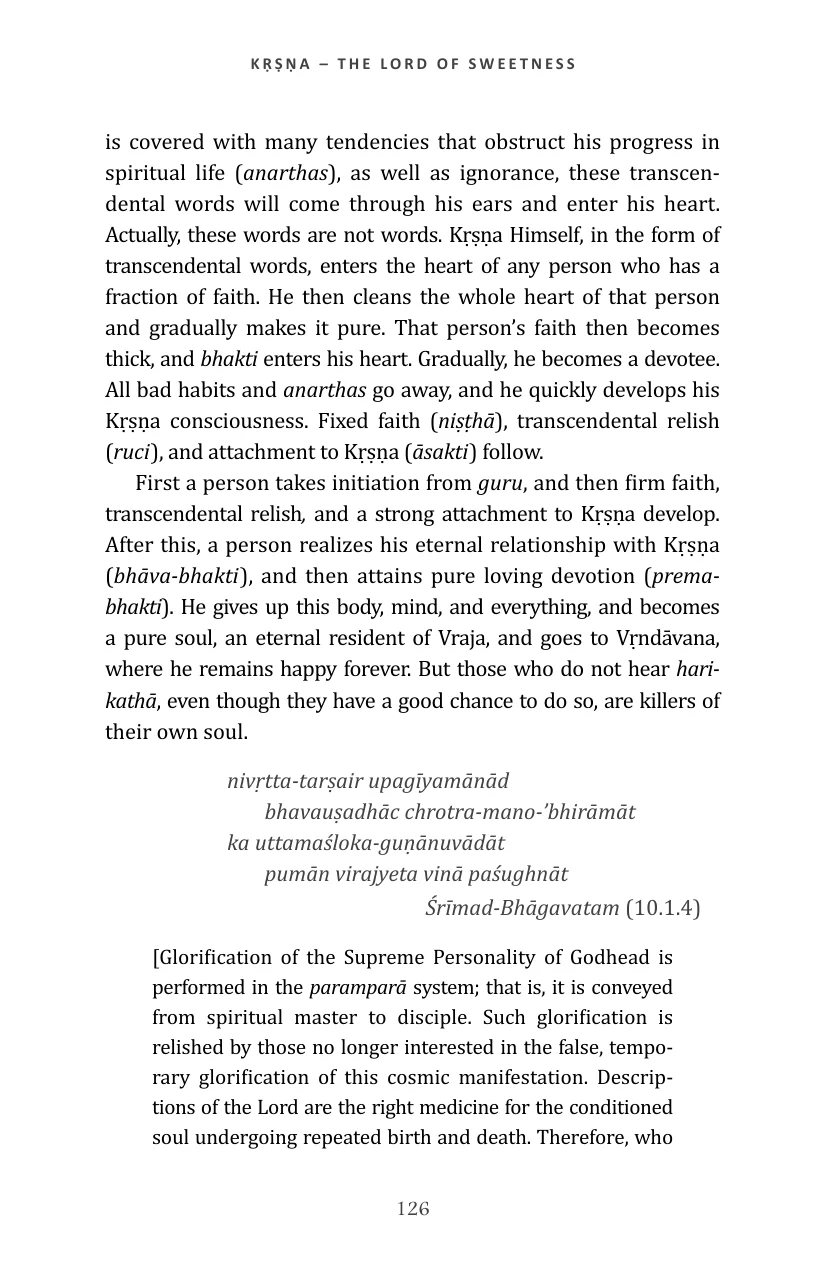 KṚṢṆA – THE LORD OF SWEETNESS
is covered with many tendencies that obstruct his progress in
spiritual life (anarthas), as well as ignorance, these transcen-
dental words will come through his ears and enter his heart.
Actually, these words are not words. Kṛṣṇa Himself, in the form of
transcendental words, enters the heart of any person who has a
fraction of faith. He then cleans the whole heart of that person
and gradually makes it pure. That person’s faith then becomes
thick, and bhakti enters his heart. Gradually, he becomes a devotee.
All bad habits and anarthas go away, and he quickly develops his
Kṛṣṇa consciousness. Fixed faith (niṣṭhā), transcendental relish
(ruci), and attachment to Kṛṣṇa (āsakti) follow.
First a person takes initiation from guru, and then firm faith,
transcendental relish, and a strong attachment to Kṛṣṇa develop.
After this, a person realizes his eternal relationship with Kṛṣṇa
(bhāva-bhakti), and then attains pure loving devotion (prema-
bhakti). He gives up this body, mind, and everything, and becomes
a pure soul, an eternal resident of Vraja, and goes to Vṛndāvana,
where he remains happy forever. But those who do not hear hari-
kathā, even though they have a good chance to do so, are killers of
their own soul.
nivṛtta-tarṣair upagīyamānād
bhavauṣadhāc chrotra-mano-’bhirāmāt
ka uttamaśloka-guṇānuvādāt
pumān virajyeta vinā paśughnāt
Śrīmad-Bhāgavatam (10.1.4)
[Glorification of the Supreme Personality of Godhead is
performed in the paramparā system; that is, it is conveyed
from spiritual master to disciple. Such glorification is
relished by those no longer interested in the false, tempo-
rary glorification of this cosmic manifestation. Descrip-
tions of the Lord are the right medicine for the conditioned
soul undergoing repeated birth and death. Therefore, who
126